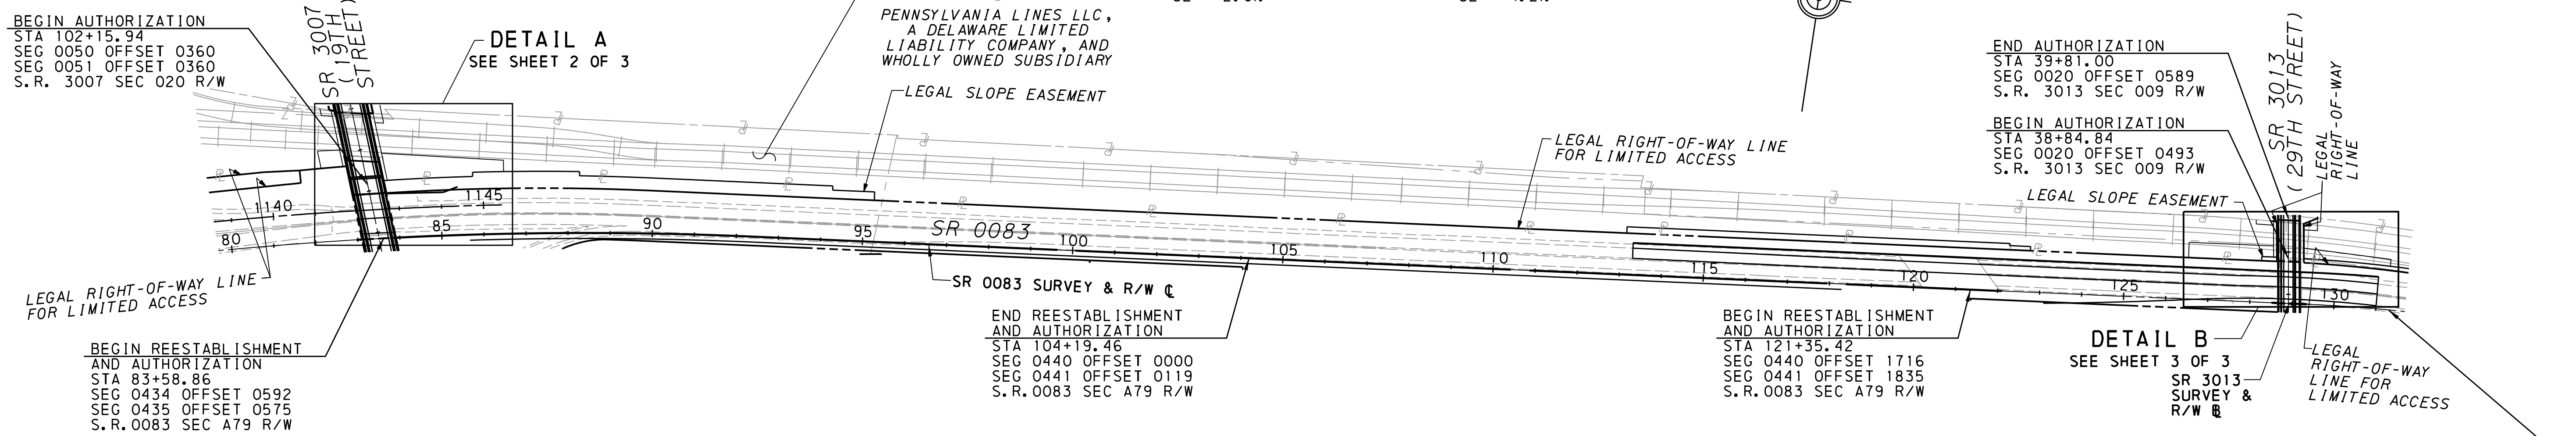 BEGIN AUTHORIZATION
STA 102+15.94
SEG 0050 OFFSET 0360
SEG 0051 OFFSET 0360
S.R. 3007 SEC 020 R/W
SR 3007
(19TH
STREET)
DETAIL A
SEE SHEET 2 OF 3
PENNSYLVANIA LINES LLC,
A DELAWARE LIMITED
LIABILITY COMPANY, AND
WHOLLY OWNED SUBSIDIARY
LEGAL SLOPE EASEMENT
LEGAL RIGHT-OF-WAY LINE
FOR LIMITED ACCESS
END AUTHORIZATION
STA 39+81.00
SEG 0020 OFFSET 0589
S.R. 3013 SEC 009 R/W
BEGIN AUTHORIZATION
STA 38+84.84
SEG 0020 OFFSET 0493
S.R. 3013 SEC 009 R/W
LEGAL SLOPE EASEMENT
SR 3013
(29TH STREET)
LEGAL
RIGHT-OF-WAY
LINE
1140
1145
80
85
90
95
SR 0083
100
105
110
115
120
125
130
LEGAL RIGHT-OF-WAY LINE
FOR LIMITED ACCESS
SR 0083 SURVEY & R/W ℄
BEGIN REESTABLISHMENT
AND AUTHORIZATION
STA 83+58.86
SEG 0434 OFFSET 0592
SEG 0435 OFFSET 0575
S.R.0083 SEC A79 R/W
END REESTABLISHMENT
AND AUTHORIZATION
STA 104+19.46
SEG 0440 OFFSET 0000
SEG 0441 OFFSET 0119
S.R.0083 SEC A79 R/W
BEGIN REESTABLISHMENT
AND AUTHORIZATION
STA 121+35.42
SEG 0440 OFFSET 1716
SEG 0441 OFFSET 1835
S.R.0083 SEC A79 R/W
DETAIL B
SEE SHEET 3 OF 3
SR 3013
SURVEY &
R/W
LEGAL
RIGHT-OF-WAY
LINE FOR
LIMITED ACCESS